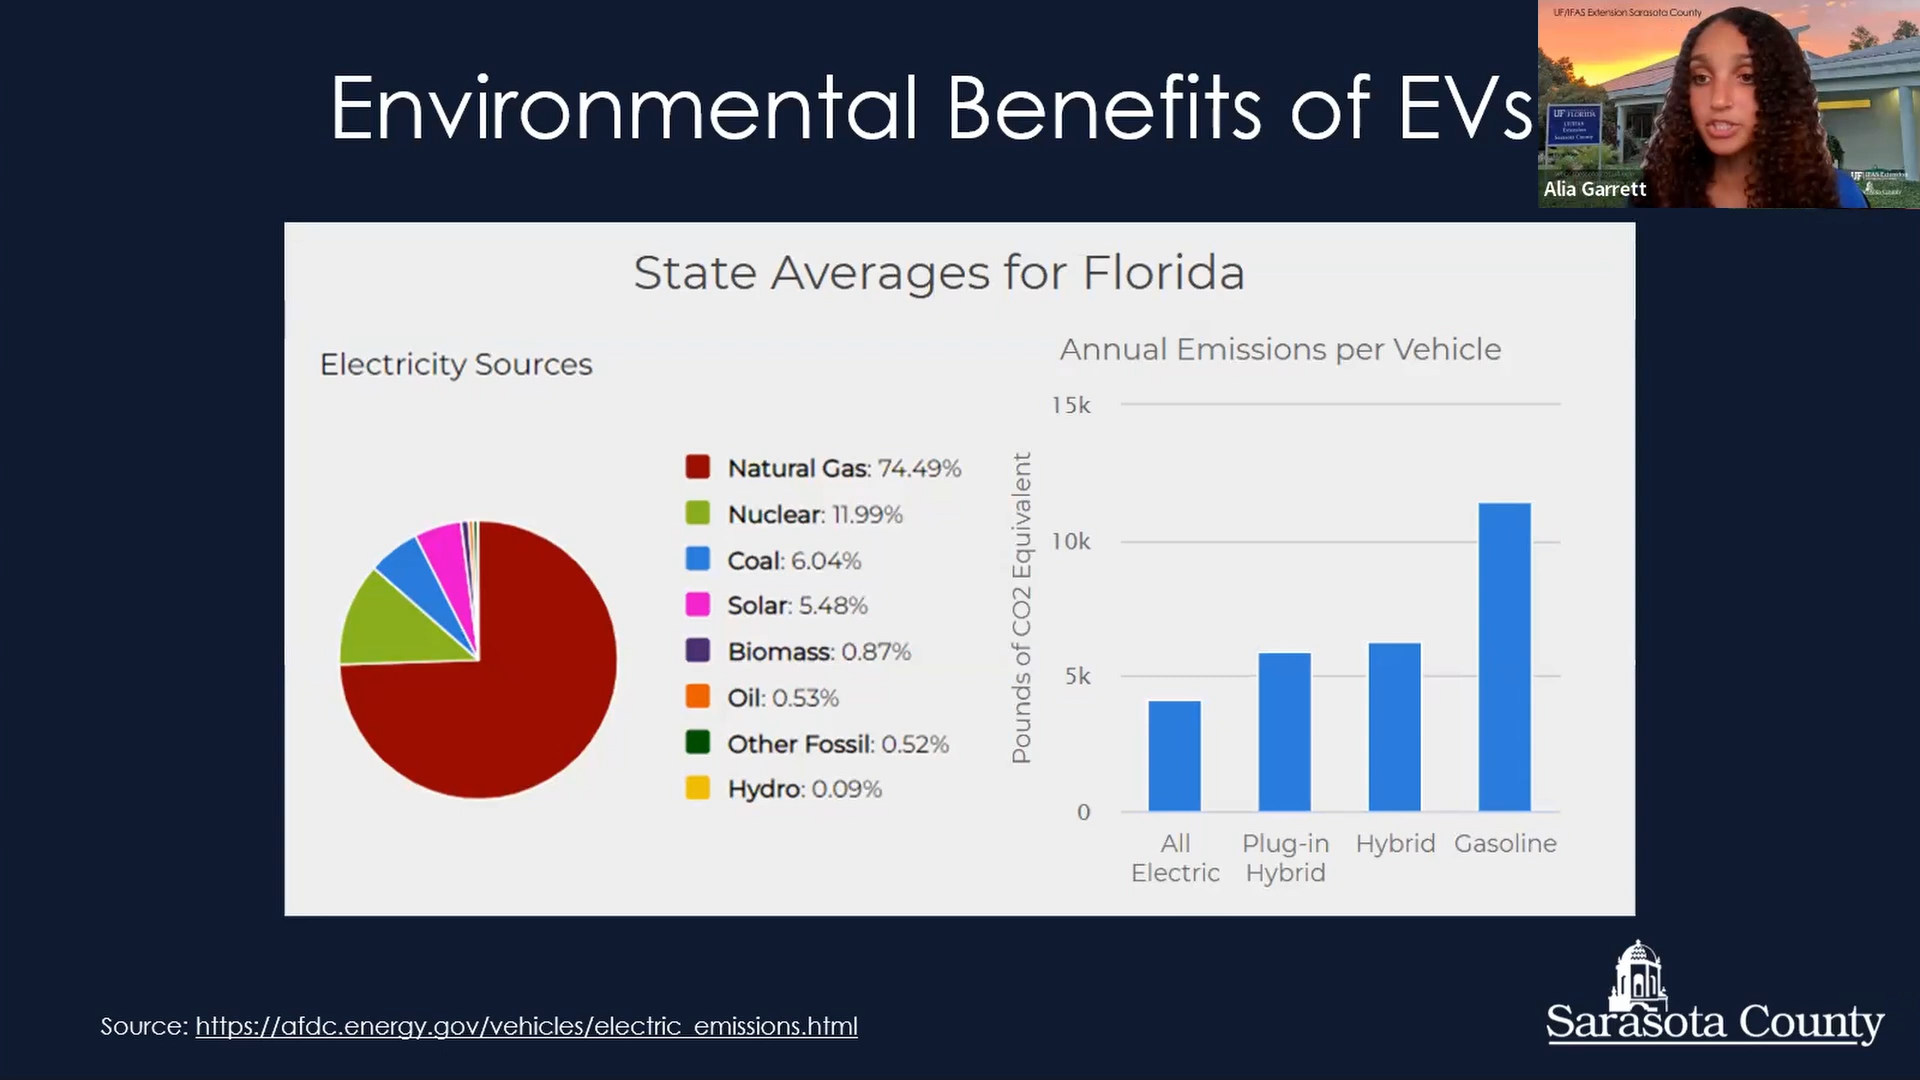 Environmental Benefits of EVs
UF/IFAS Extension Sarasota County
UF FLORIDA
Alia Garrett
State Averages for Florida
Electricity Sources
Natural Gas: 74.49%
Nuclear: 11.99%
Coal: 6.04%
Solar: 5.48%
Biomass: 0.87%
Oil: 0.53%
Other Fossil: 0.52%
Hydro: 0.09%
Annual Emissions per Vehicle
Pounds of CO2 Equivalent
15k
10k
5k
0
All
Electric
Plug-in
Hybrid
Hybrid
Gasoline
Source: https://afdc.energy.gov/vehicles/electric_emissions.html
Sarasota County